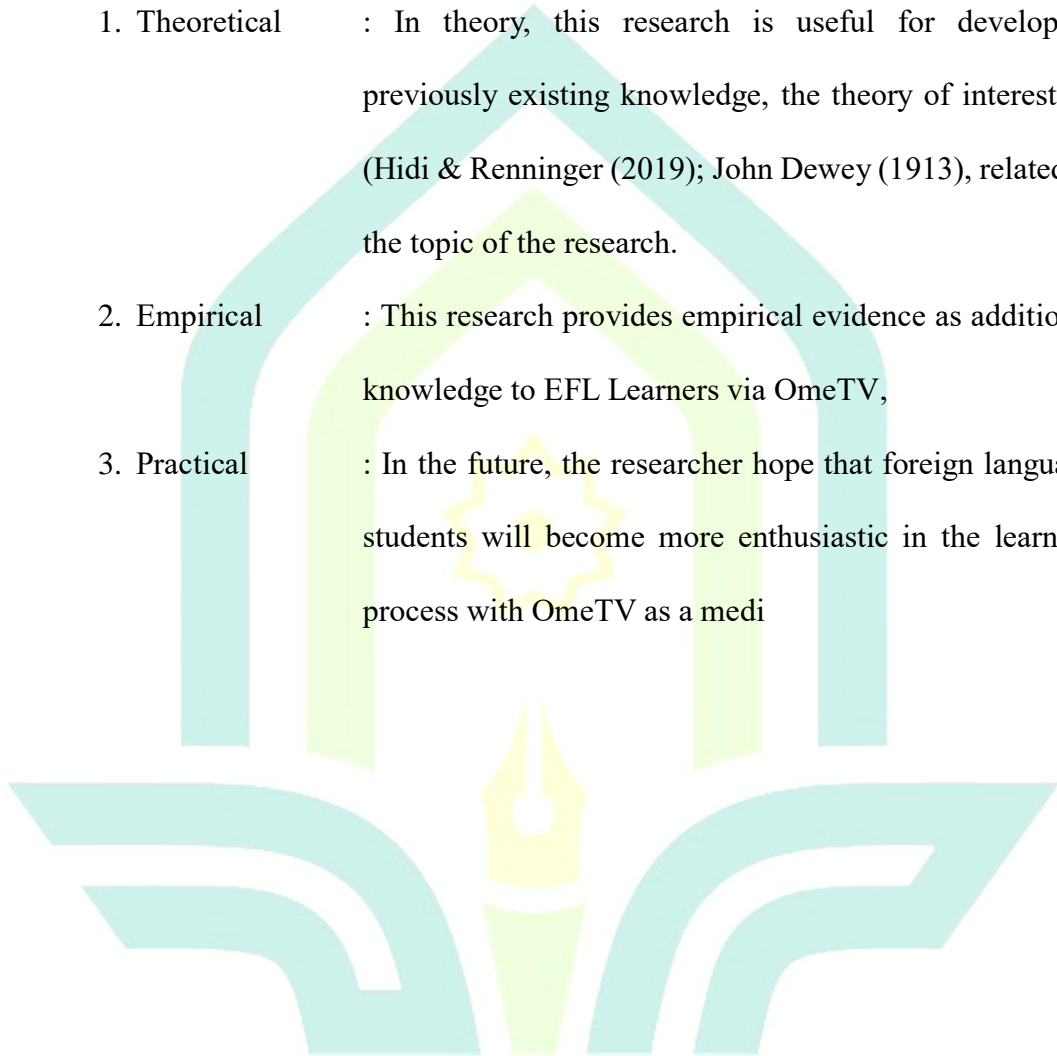 1. Theoretical : In theory, this research is useful for develop
previously existing knowledge, the theory of interest
(Hidi & Renninger (2019); John Dewey (1913), related
the topic of the research.
2. Empirical : This research provides empirical evidence as additio
knowledge to EFL Learners via OmeTV,
3. Practical : In the future, the researcher hope that foreign langua
students will become more enthusiastic in the learn
process with OmeTV as a medi